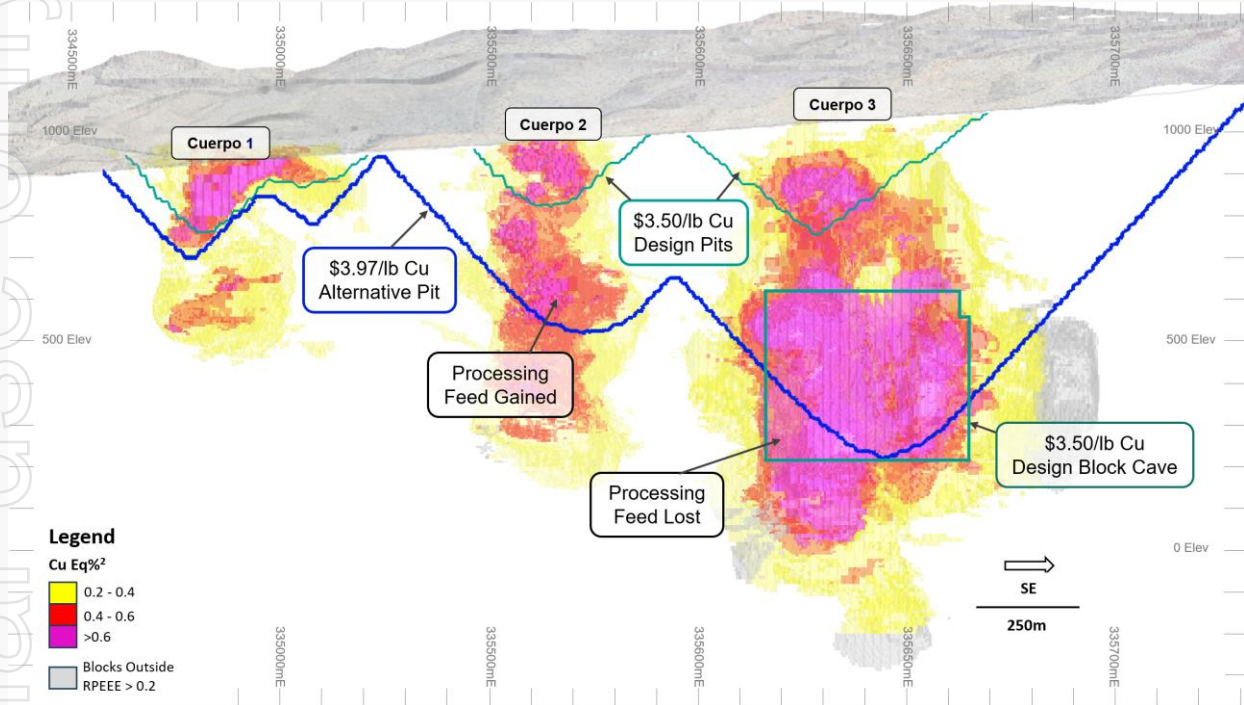 334500mE
335000mE
335500mE
335600mE
335650mE
335700mE
1000 Elev
1000 Elev
Cuerpo 1
Cuerpo 2
Cuerpo 3
$3.50/lb Cu
Design Pits
$3.97/lb Cu
Alternative Pit
500 Elev
500 Elev
Processing
Feed Gained
$3.50/lb Cu
Design Block Cave
Processing
Feed Lost
0 Elev
Legend
Cu Eq%²
0.2 - 0.4
0.4 - 0.6
>0.6
Blocks Outside
RPEEE > 0.2
SE
250m
335000mE
335500mE
335600mE
335650mE
335700mE